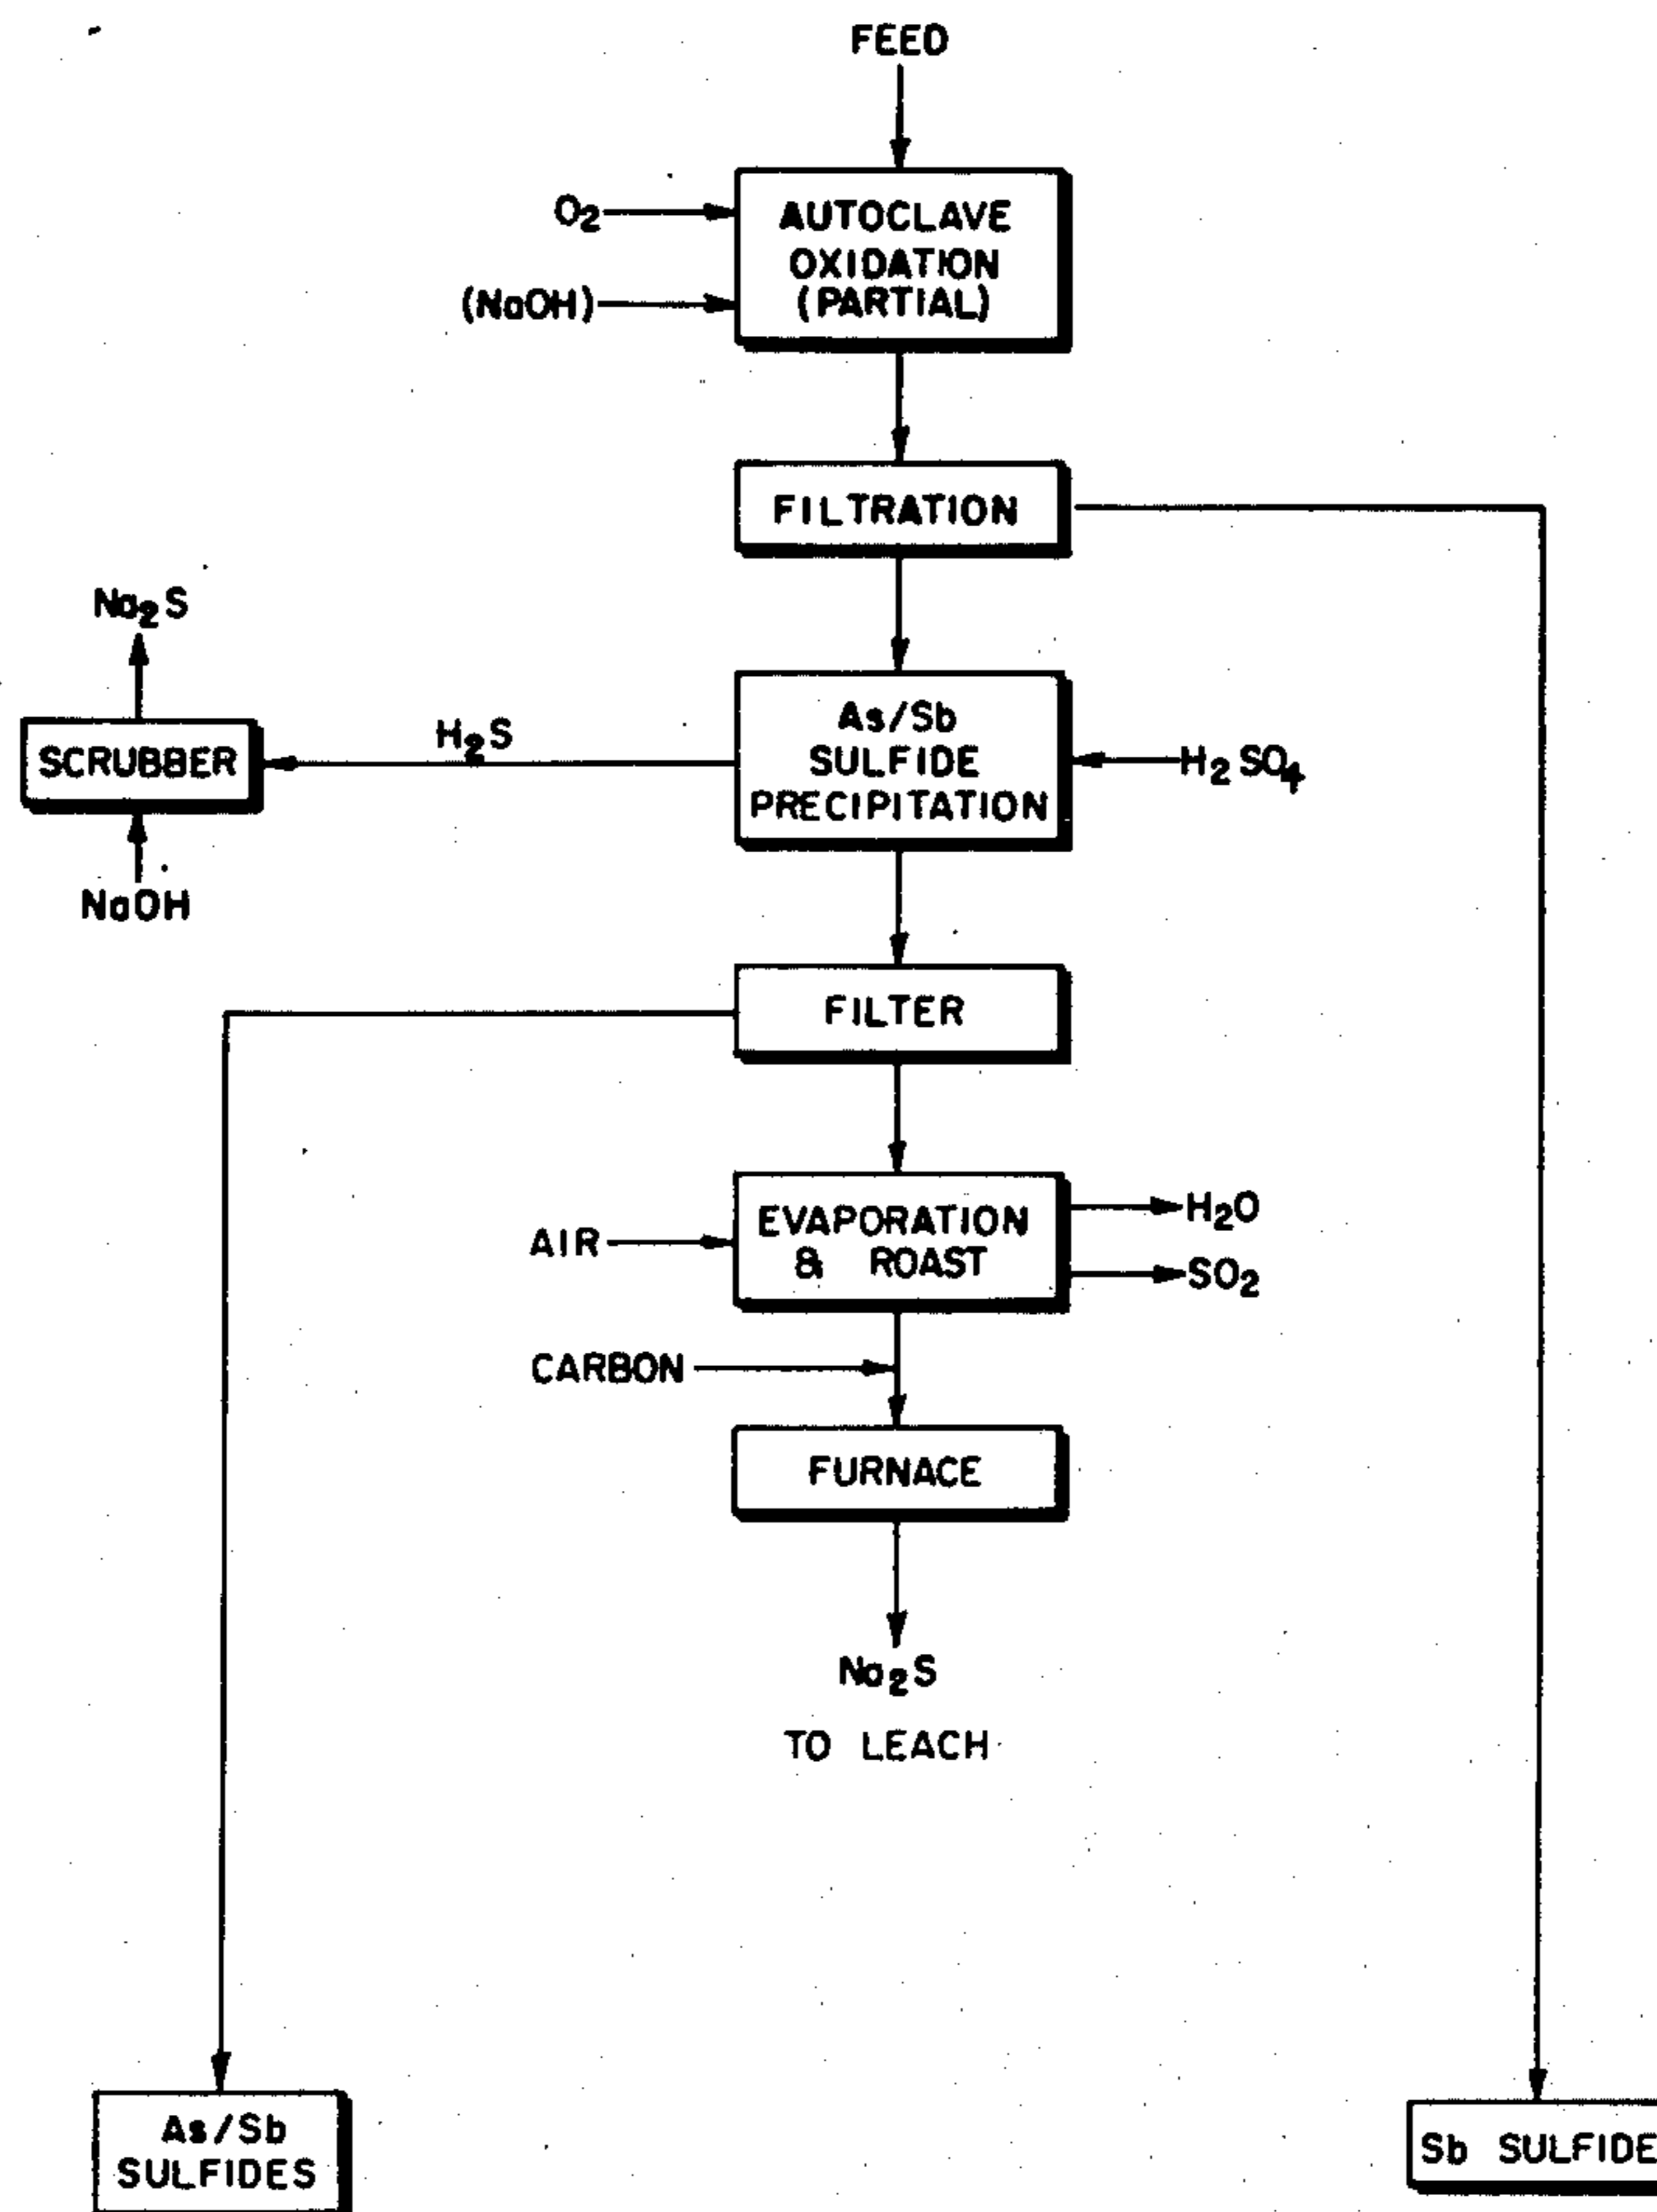 FEED
O₂
AUTOCLAVE
OXIDATION
(PARTIAL)
(NaOH)
FILTRATION
Na₂S
SCRUBBER
NaOH
H₂S
As/Sb
SULFIDE
PRECIPITATION
H₂SO₄
FILTER
AIR
EVAPORATION
& ROAST
H₂O
SO₂
CARBON
FURNACE
Na₂S
TO LEACH
As/Sb
SULFIDES
Sb SULFIDE